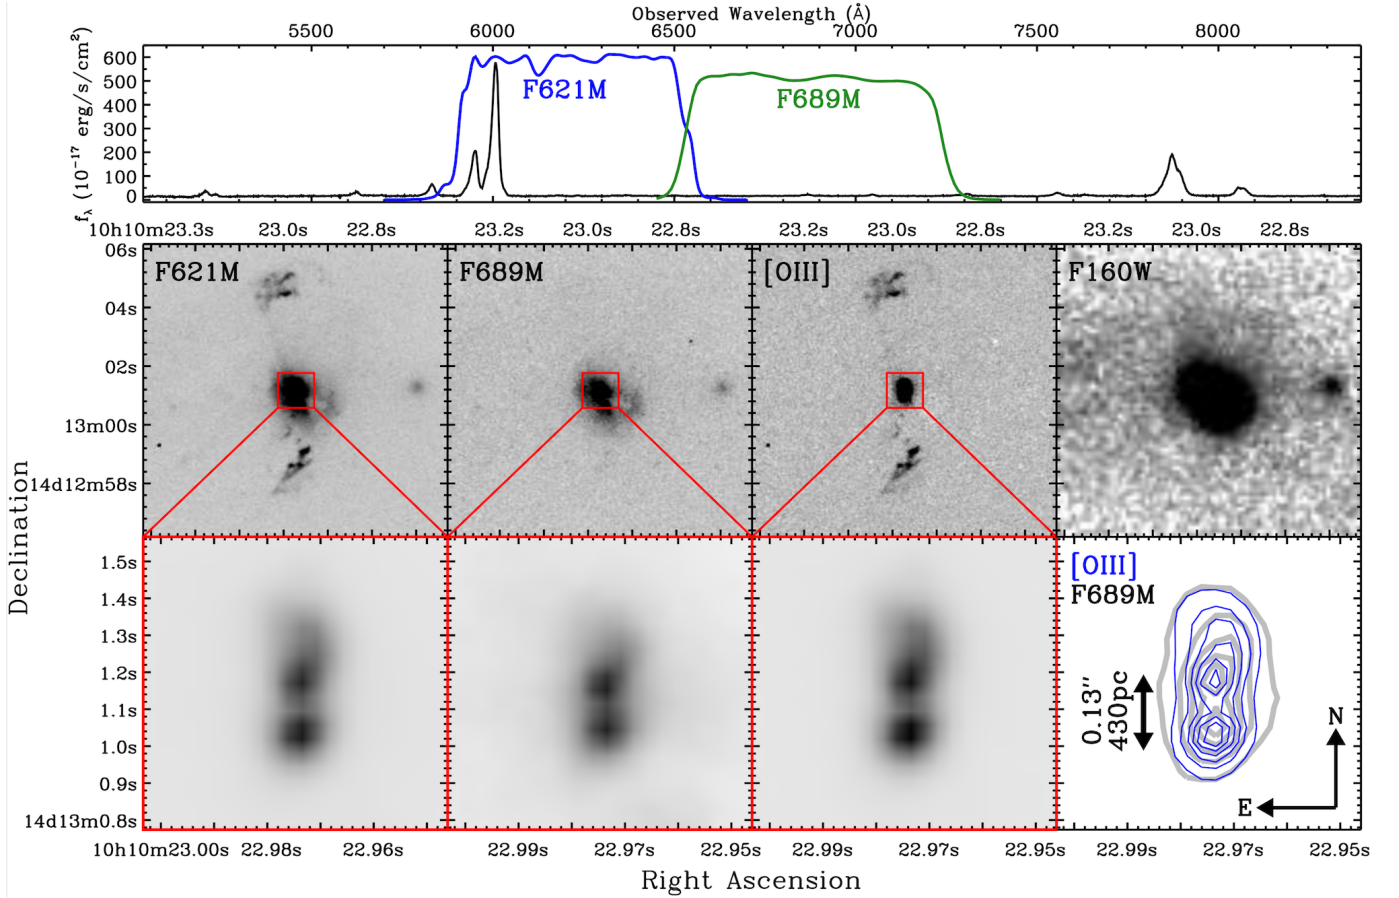 Observed Wavelength (Å)
5500 6000 6500 7000 7500 8000
fλ (10⁻¹⁷ erg/s/cm²)
600
500
400
300
200
100
0
F621M
F689M
10h10m23.3s 23.0s 22.8s 23.2s 23.0s 22.8s 23.2s 23.0s 22.8s 23.2s 23.0s 22.8s
Declination
06s
04s
02s
13m00s
14d12m58s
F621M F689M [OIII] F160W
1.5s
1.4s
1.3s
1.2s
1.1s
1.0s
0.9s
14d13m0.8s
[OIII]
F689M
0.13″
430pc
N
E
10h10m23.00s 22.98s 22.96s 22.99s 22.97s 22.95s 22.99s 22.97s 22.95s 22.99s 22.97s 22.95s
Right Ascension